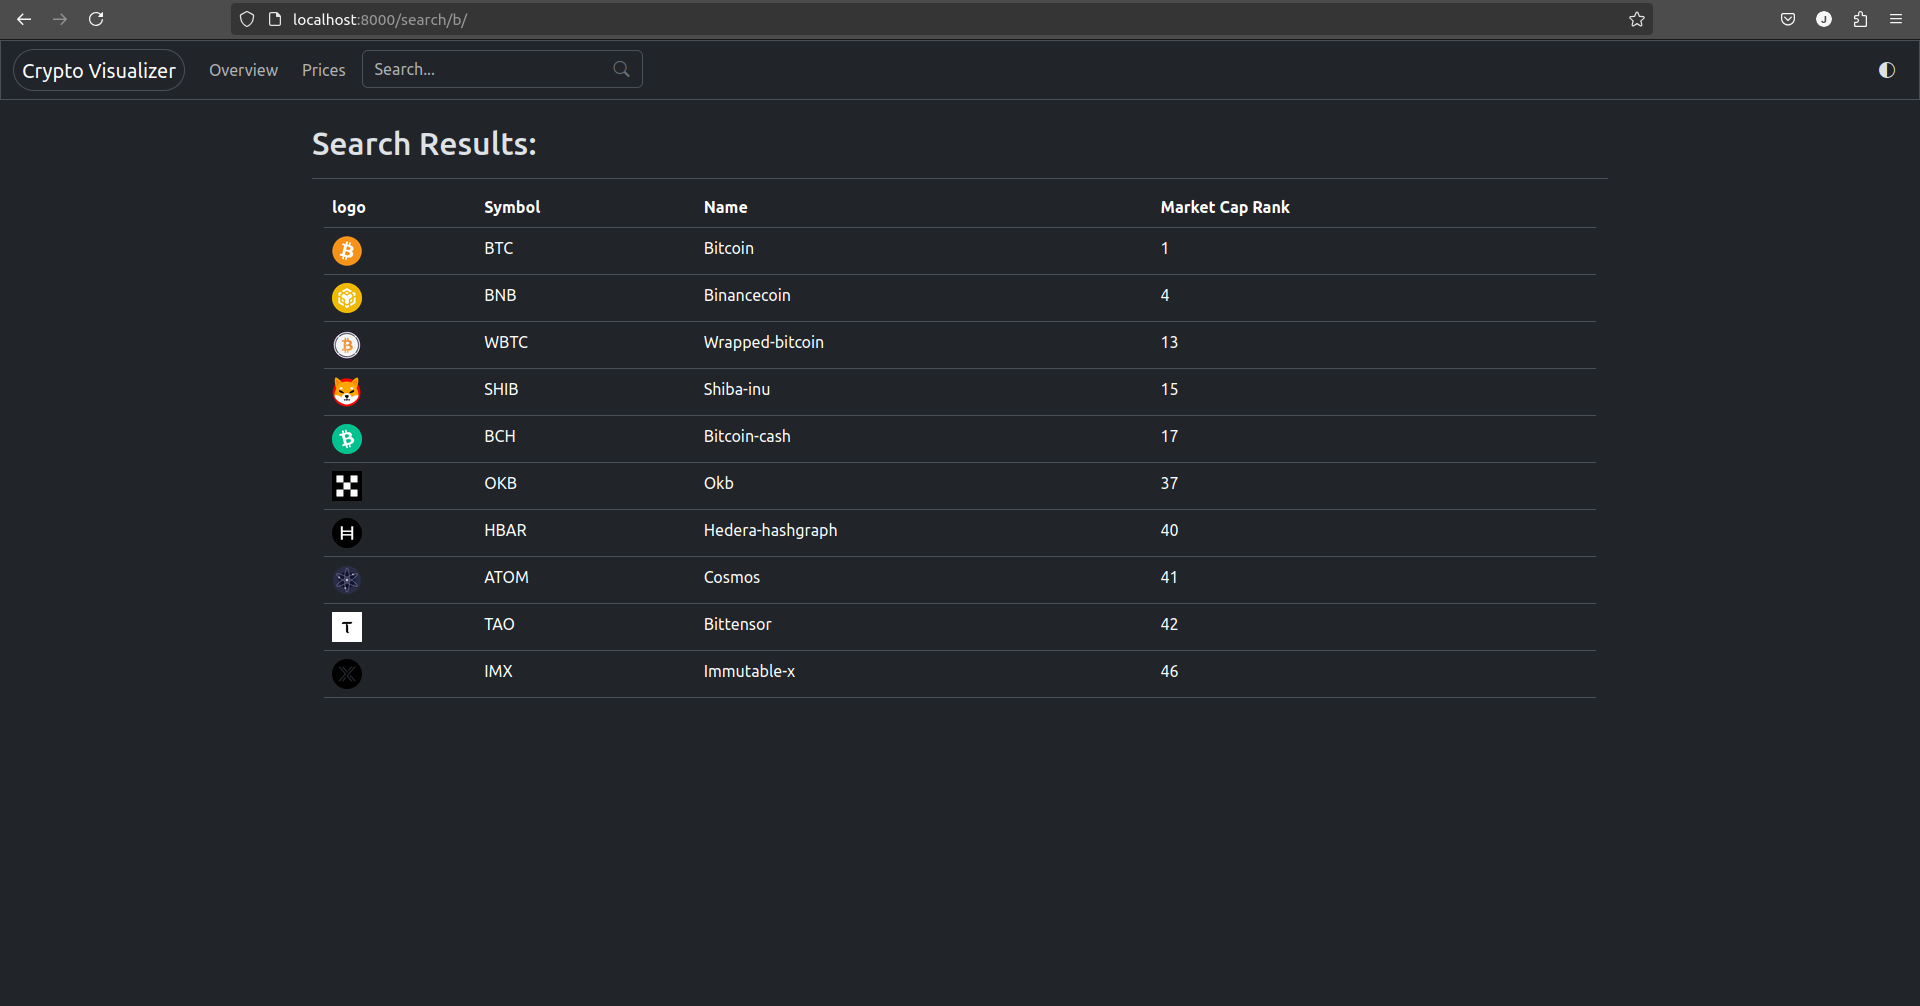 localhost:8000/search/b/
J
Crypto Visualizer Overview Prices Search...
Search Results:
logo Symbol Name Market Cap Rank
BTC Bitcoin 1
BNB Binancecoin 4
WBTC Wrapped-bitcoin 13
SHIB Shiba-inu 15
BCH Bitcoin-cash 17
OKB Okb 37
HBAR Hedera-hashgraph 40
ATOM Cosmos 41
τ TAO Bittensor 42
IMX Immutable-x 46